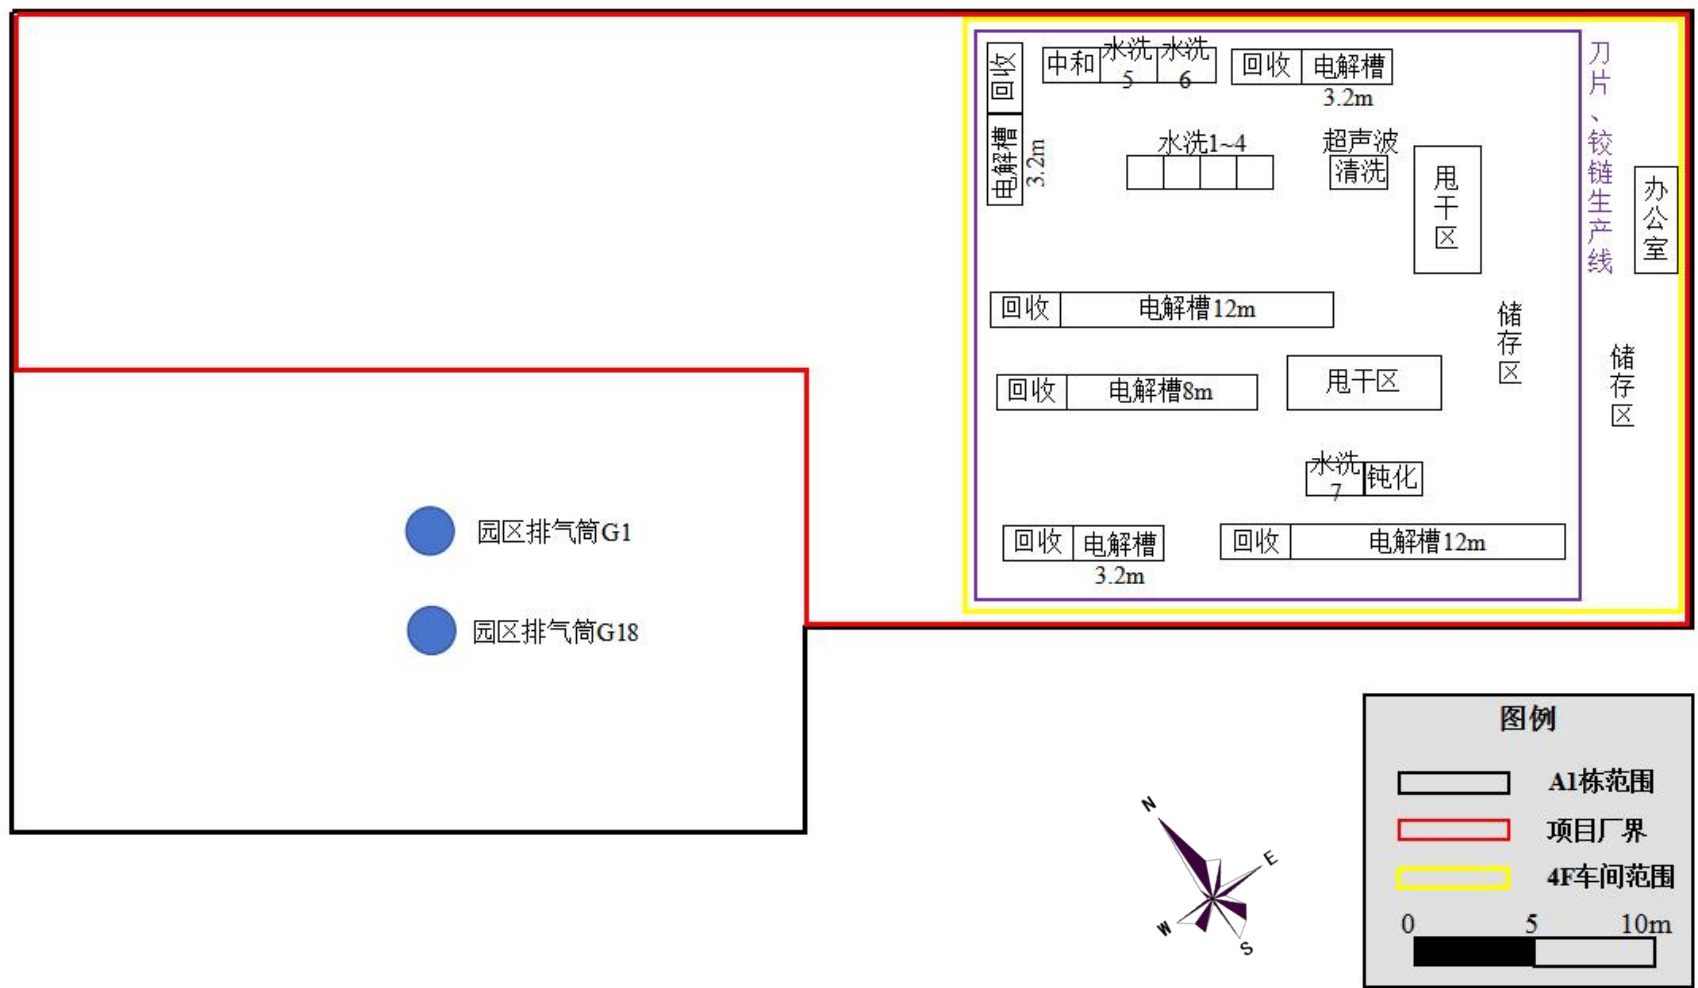 回收
中和
水洗
5
水洗
6
回收
电解槽
3.2m
电解槽
3.2m
水洗1~4
超声波
清洗
甩干区
刀片、铰链生产线
办公室
回收
电解槽12m
储存区
储存区
回收
电解槽8m
甩干区
水洗
7
钝化
回收
电解槽
3.2m
回收
电解槽12m
园区排气筒G1
园区排气筒G18
图例
A1栋范围
项目厂界
4F车间范围
0 5 10m
N
E
W
S